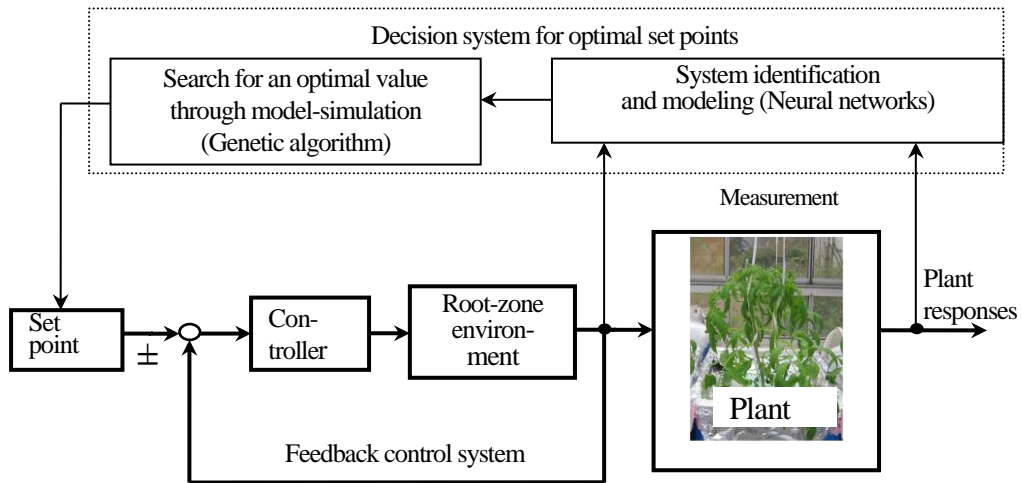 Decision system for optimal set points
Search for an optimal value
through model-simulation
(Genetic algorithm)
System identification
and modeling (Neural networks)
Measurement
Plant
responses
Set
point
±
Con-
troller
Root-zone
environ-
ment
Plant
Feedback control system